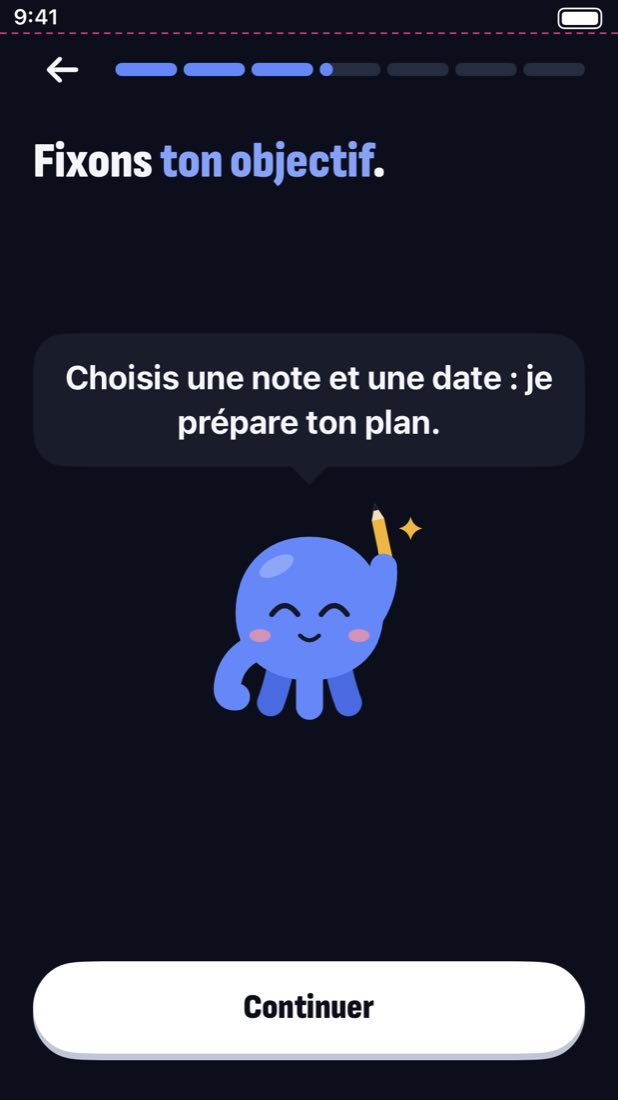 9:41
Fixons ton objectif.
Choisis une note et une date : je
prépare ton plan.
Continuer